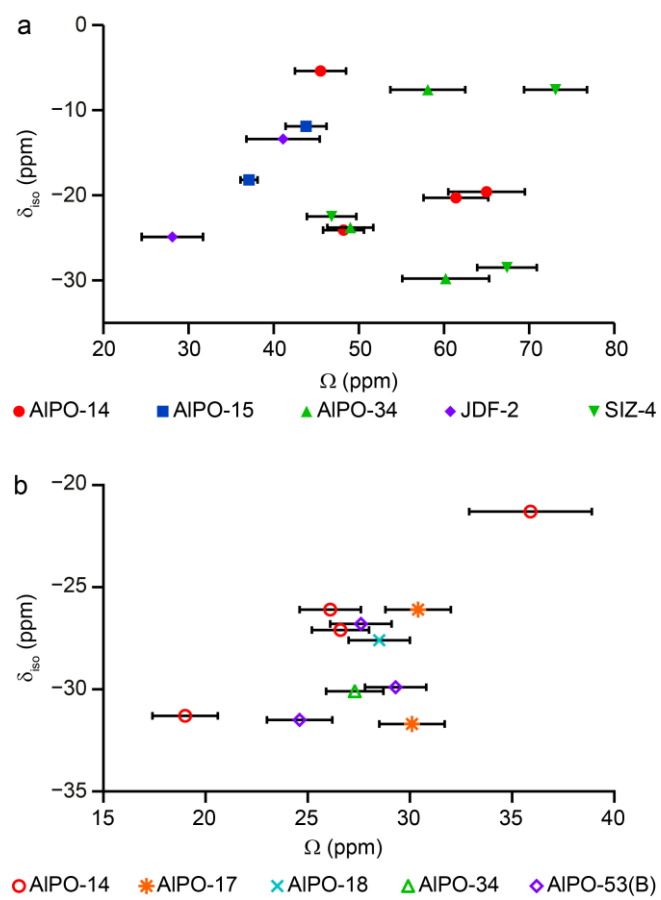 a
0
−10
−20
−30
δiso (ppm)
20 30 40 50 60 70 80
Ω (ppm)
AlPO-14 AlPO-15 AlPO-34 JDF-2 SIZ-4
b
−20
−25
−30
−35
δiso (ppm)
15 20 25 30 35 40
Ω (ppm)
AlPO-14 AlPO-17 AlPO-18 AlPO-34 AlPO-53(B)